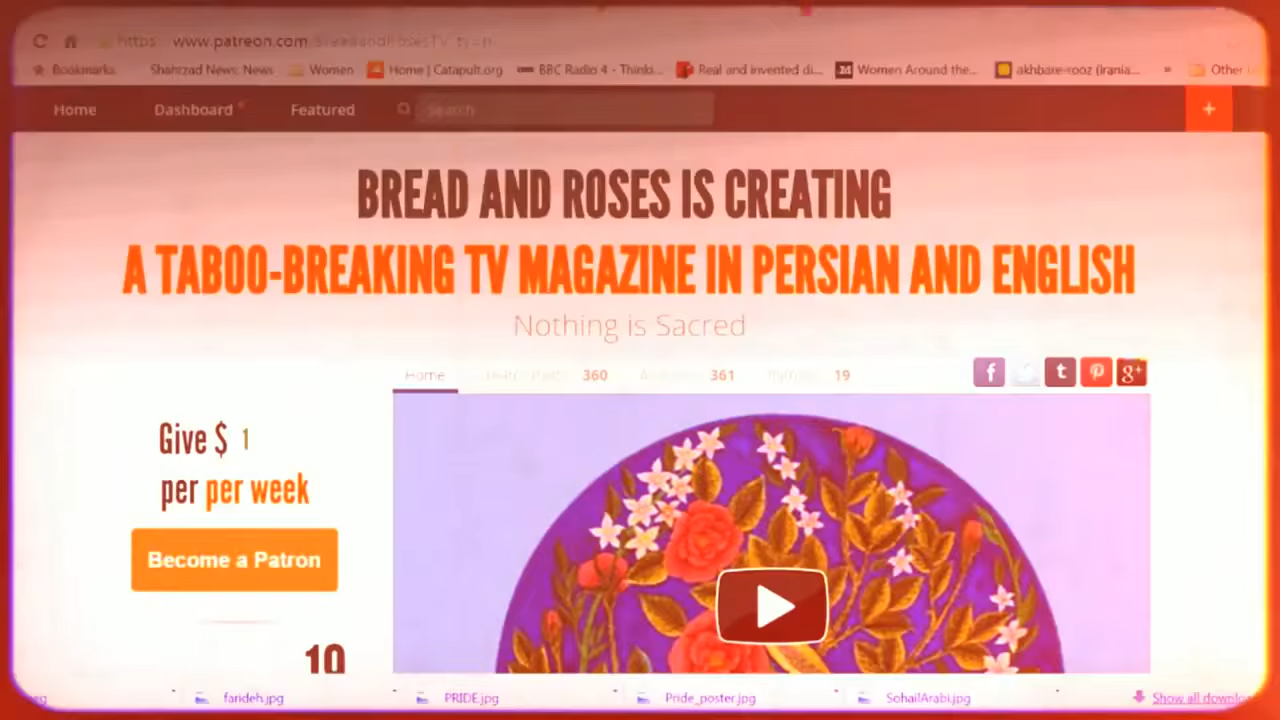 https www.patreon.com/BreadandRosesTV
Bookmarks Shahrzad News: News Women Home | Catapult.org BBC Radio 4 - Thinki... Real and invented di... Women Around the... akhbare-rooz (irania... » Other
Home Dashboard Featured Search +
BREAD AND ROSES IS CREATING
A TABOO-BREAKING TV MAGAZINE IN PERSIAN AND ENGLISH
Nothing is Sacred
Home 360 361 19 f t g+
Give $ 1
per per week
Become a Patron
10
farideh.jpg PRIDE.jpg Pride_poster.jpg SohailArabi.jpg Show all downlo